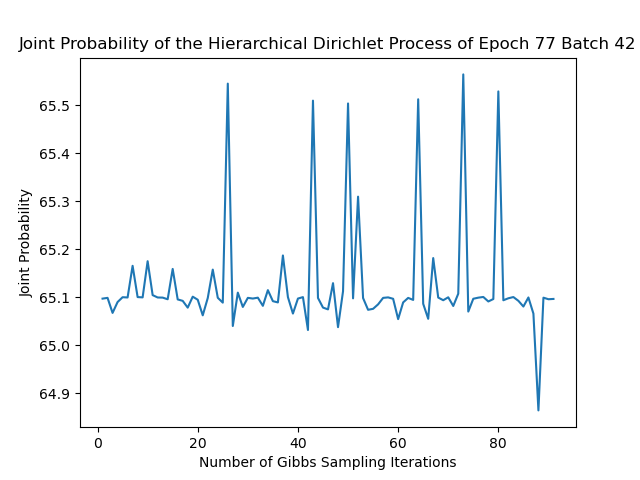 Joint Probability of the Hierarchical Dirichlet Process of Epoch 77 Batch 42
65.5
65.4
65.3
65.2
65.1
65.0
64.9
Joint Probability
0 20 40 60 80
Number of Gibbs Sampling Iterations